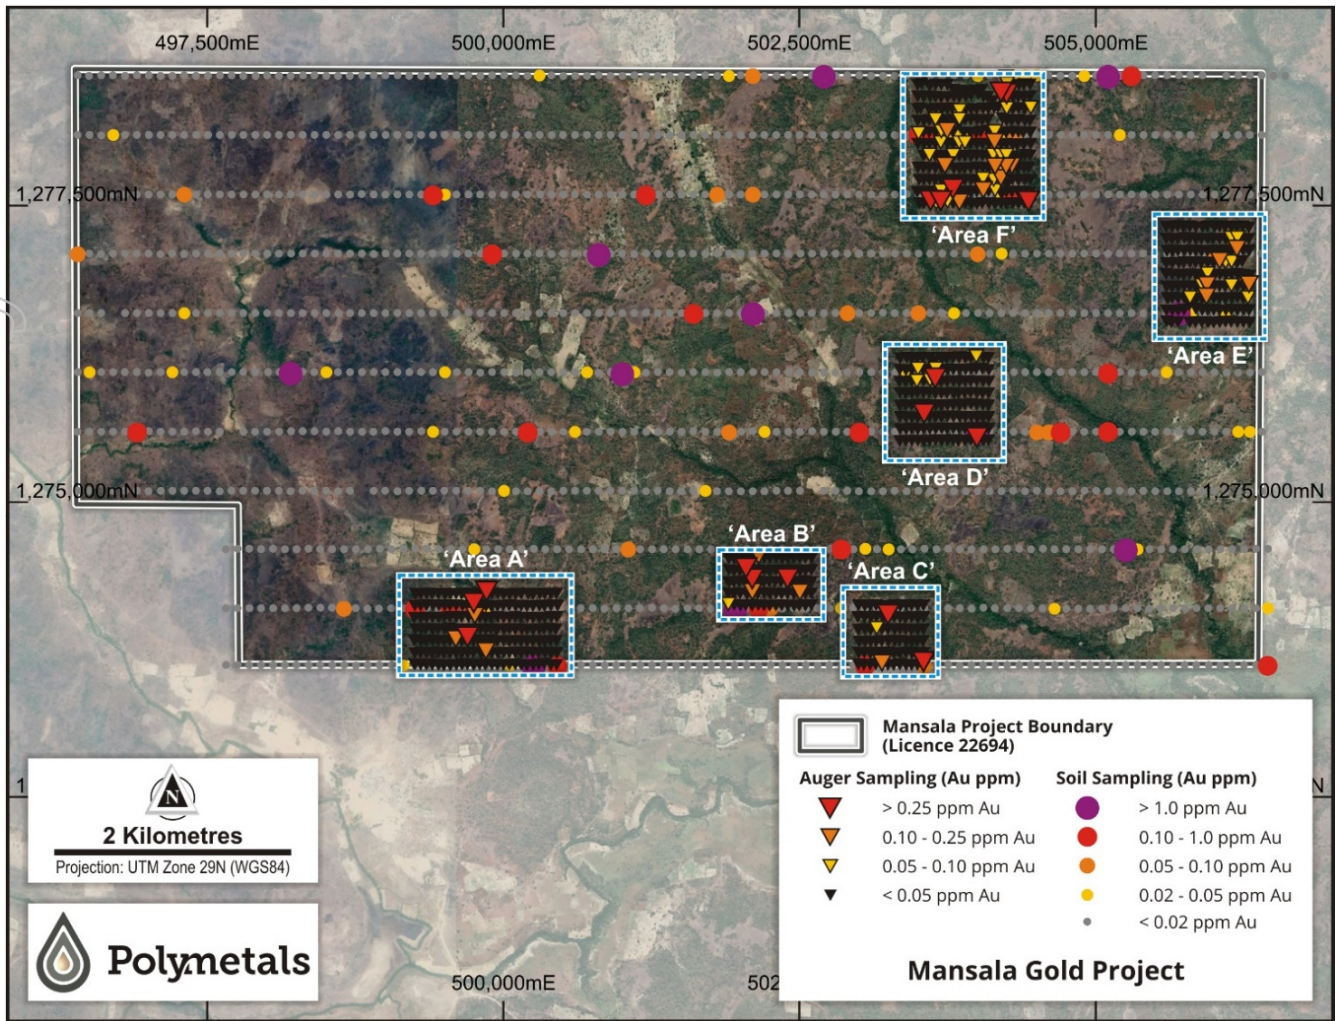 497,500mE
500,000mE
502,500mE
505,000mE
1,277,500mN
1,277,500mN
'Area F'
'Area E'
'Area D'
1,275,000mN
1,275,000mN
'Area B'
'Area A'
'Area C'
Mansala Project Boundary
(Licence 22694)
Auger Sampling (Au ppm)
> 0.25 ppm Au
0.10 - 0.25 ppm Au
0.05 - 0.10 ppm Au
< 0.05 ppm Au
Soil Sampling (Au ppm)
> 1.0 ppm Au
0.10 - 1.0 ppm Au
0.05 - 0.10 ppm Au
0.02 - 0.05 ppm Au
< 0.02 ppm Au
Mansala Gold Project
1
N
N
2 Kilometres
Projection: UTM Zone 29N (WGS84)
Polymetals
500,000mE
502